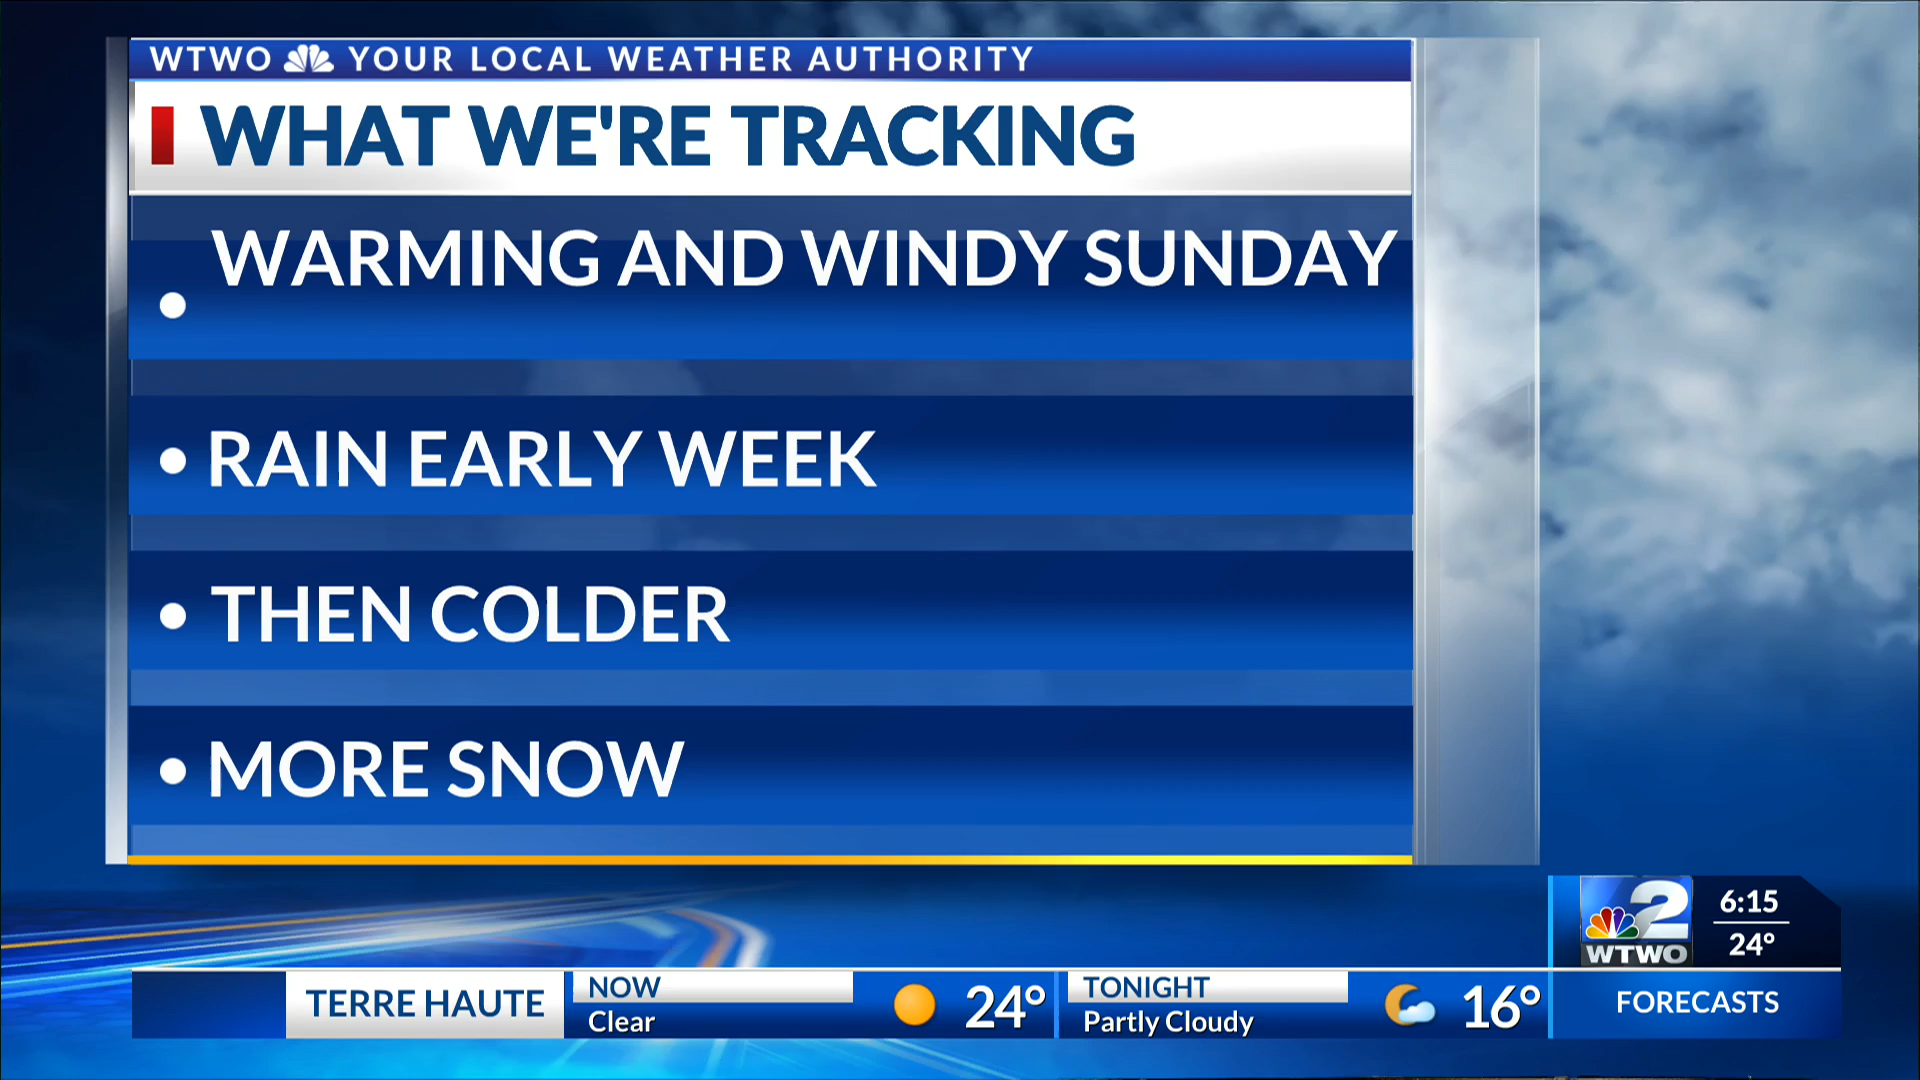 WTWO YOUR LOCAL WEATHER AUTHORITY
WHAT WE'RE TRACKING
WARMING AND WINDY SUNDAY
RAIN EARLY WEEK
THEN COLDER
MORE SNOW
2
WTWO
6:15
24°
TERRE HAUTE
NOW
Clear
24°
TONIGHT
Partly Cloudy
16°
FORECASTS